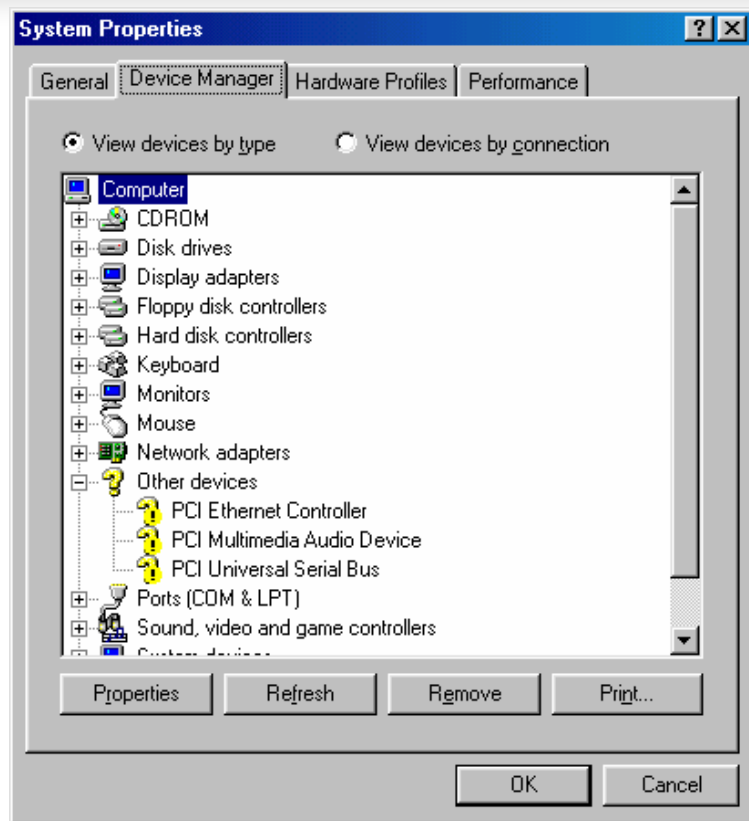 System Properties
General Device Manager Hardware Profiles Performance
View devices by type View devices by connection
Computer
CDROM
Disk drives
Display adapters
Floppy disk controllers
Hard disk controllers
Keyboard
Monitors
Mouse
Network adapters
Other devices
PCI Ethernet Controller
PCI Multimedia Audio Device
PCI Universal Serial Bus
Ports (COM & LPT)
Sound, video and game controllers
System devices
Properties Refresh Remove Print...
OK Cancel